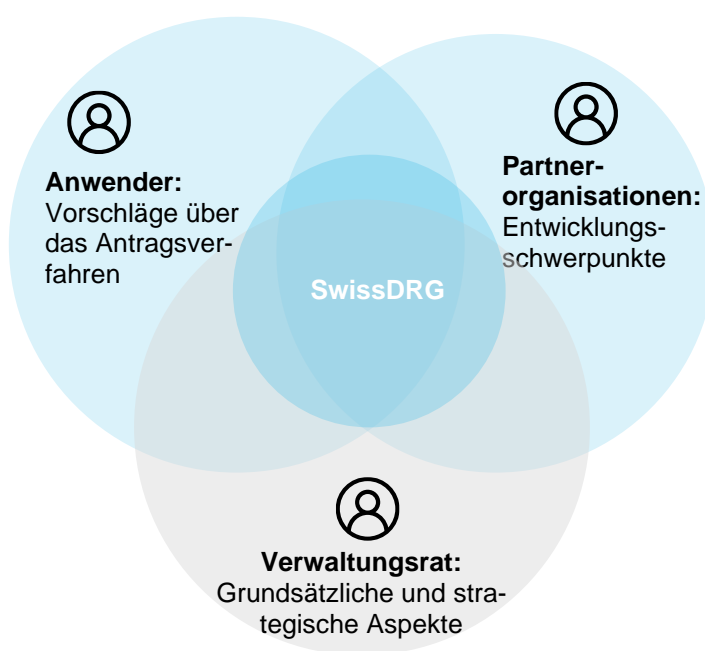 Anwender:
Vorschläge über
das Antragsver-
fahren
Partner-
organisationen:
Entwicklungs-
schwerpunkte
SwissDRG
Verwaltungsrat:
Grundsätzliche und stra-
tegische Aspekte